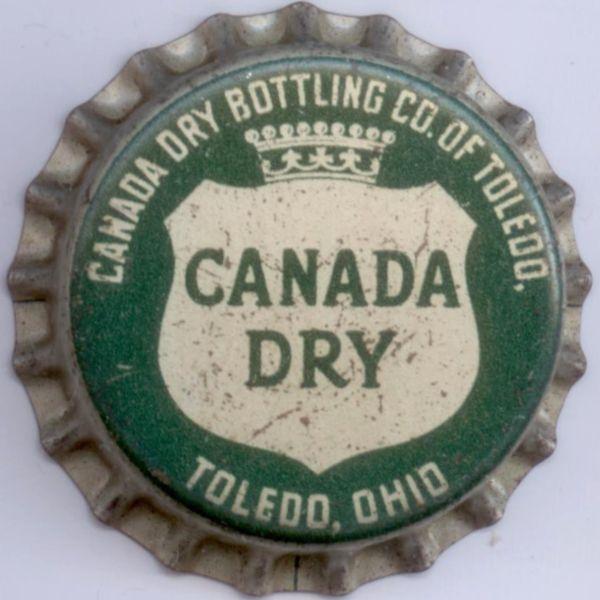 CANADA DRY BOTTLING CO. OF TOLEDO,
CANADA
DRY
TOLEDO, OHIO